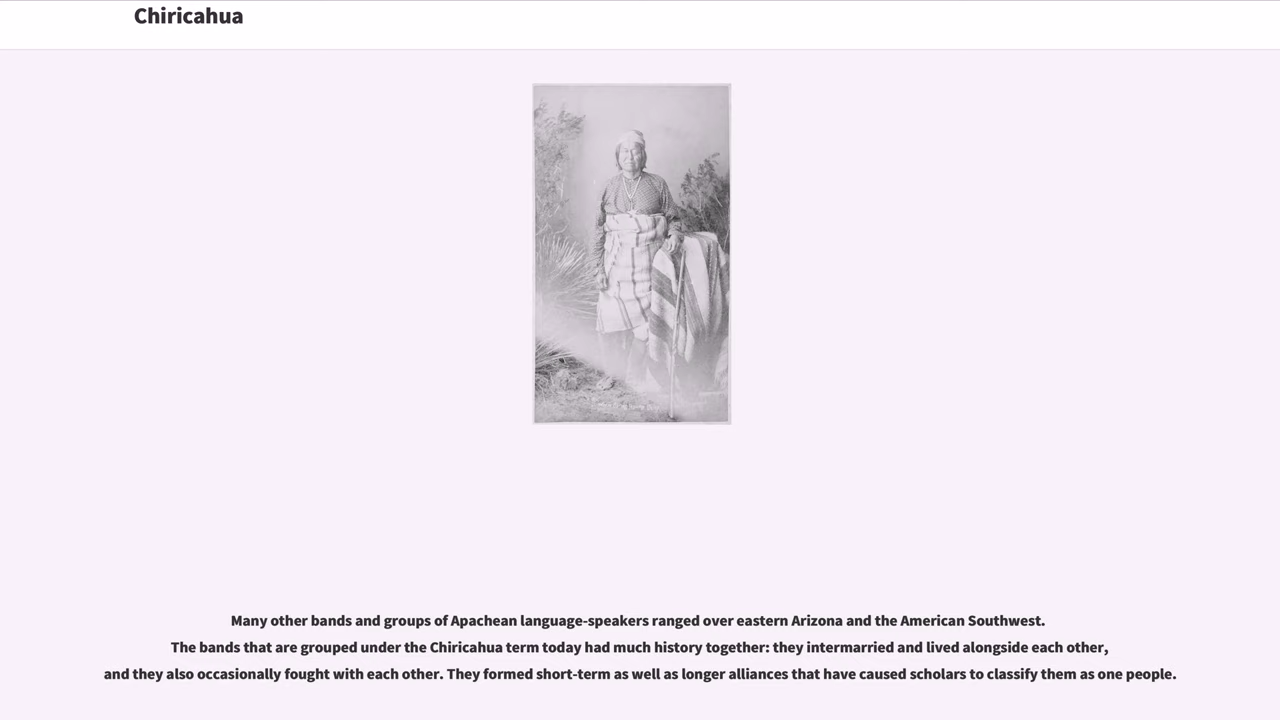 Chiricahua
Many other bands and groups of Apachean language-speakers ranged over eastern Arizona and the American Southwest.
The bands that are grouped under the Chiricahua term today had much history together: they intermarried and lived alongside each other,
and they also occasionally fought with each other. They formed short-term as well as longer alliances that have caused scholars to classify them as one people.